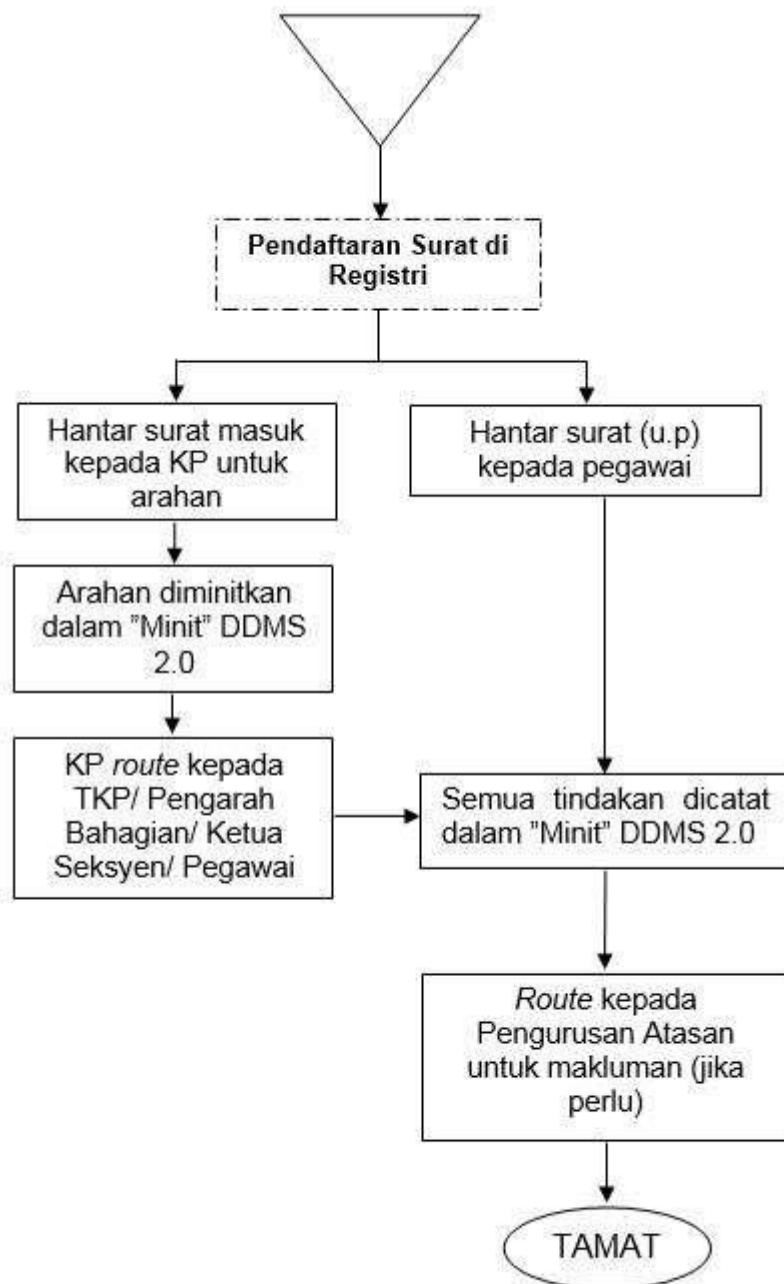 Pendaftaran Surat di
Registri
Hantar surat masuk
kepada KP untuk
arahan
Hantar surat (u.p)
kepada pegawai
Arahan diminitkan
dalam ”Minit” DDMS
2.0
KP route kepada
TKP/ Pengarah
Bahagian/ Ketua
Seksyen/ Pegawai
Semua tindakan dicatat
dalam ”Minit” DDMS 2.0
Route kepada
Pengurusan Atasan
untuk makluman (jika
perlu)
TAMAT